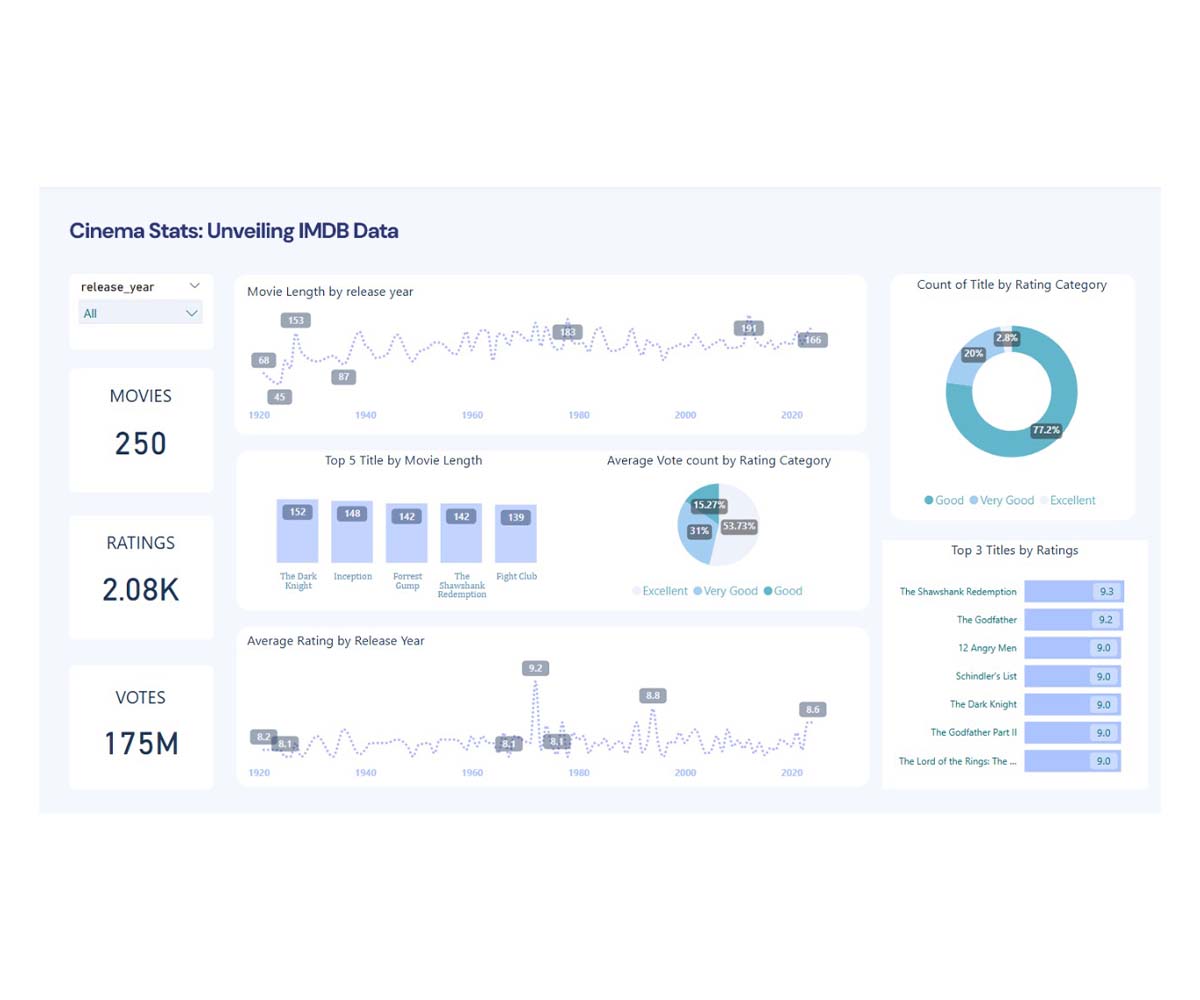 Cinema Stats: Unveiling IMDB Data
release_year
All
MOVIES
250
RATINGS
2.08K
VOTES
175M
Movie Length by release year
153
68
45
87
183
191
166
1920 1940 1960 1980 2000 2020
Top 5 Title by Movie Length
152 148 142 142 139
The Dark Inception Forrest The Fight Club
Knight Gump Shawshank
Redemption
Average Vote count by Rating Category
15.27%
53.73%
31%
Excellent Very Good Good
Average Rating by Release Year
9.2
8.8
8.6
8.2
8.1
8.1
8.1
1920 1940 1960 1980 2000 2020
Count of Title by Rating Category
2.8%
20%
77.2%
Good Very Good Excellent
Top 3 Titles by Ratings
The Shawshank Redemption 9.3
The Godfather 9.2
12 Angry Men 9.0
Schindler's List 9.0
The Dark Knight 9.0
The Godfather Part II 9.0
The Lord of the Rings: The ... 9.0